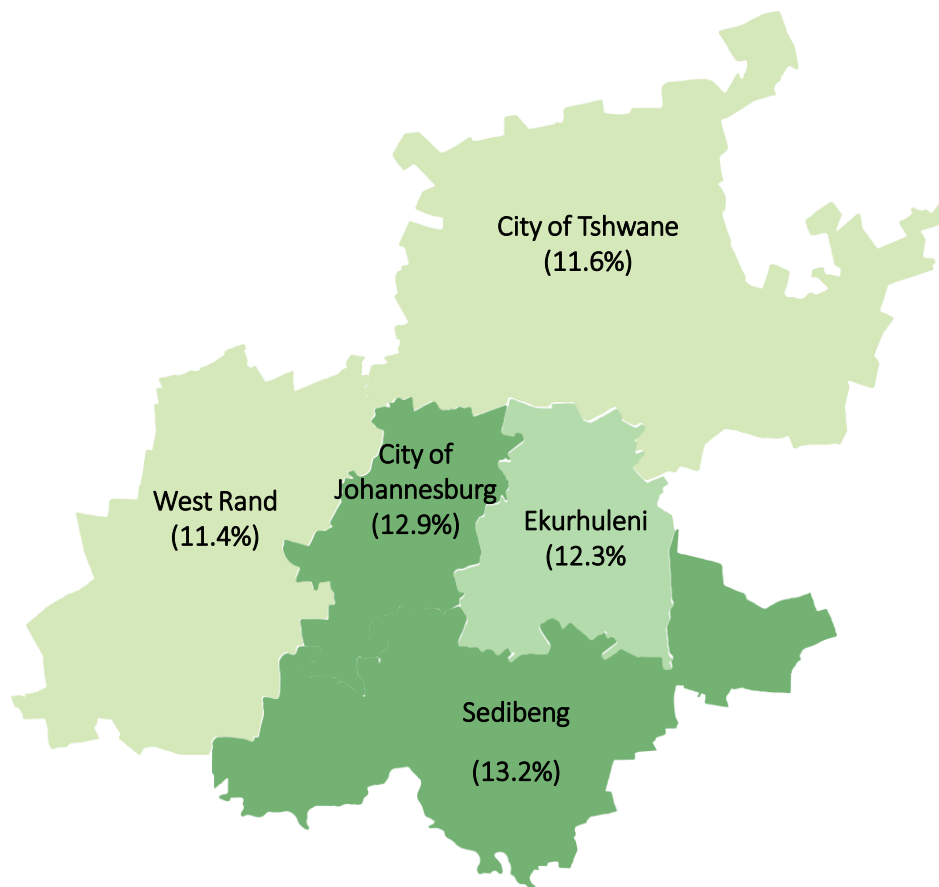 City of Tshwane
(11.6%)
City of
Johannesburg
(12.9%)
West Rand
(11.4%)
Ekurhuleni
(12.3%
Sedibeng
(13.2%)